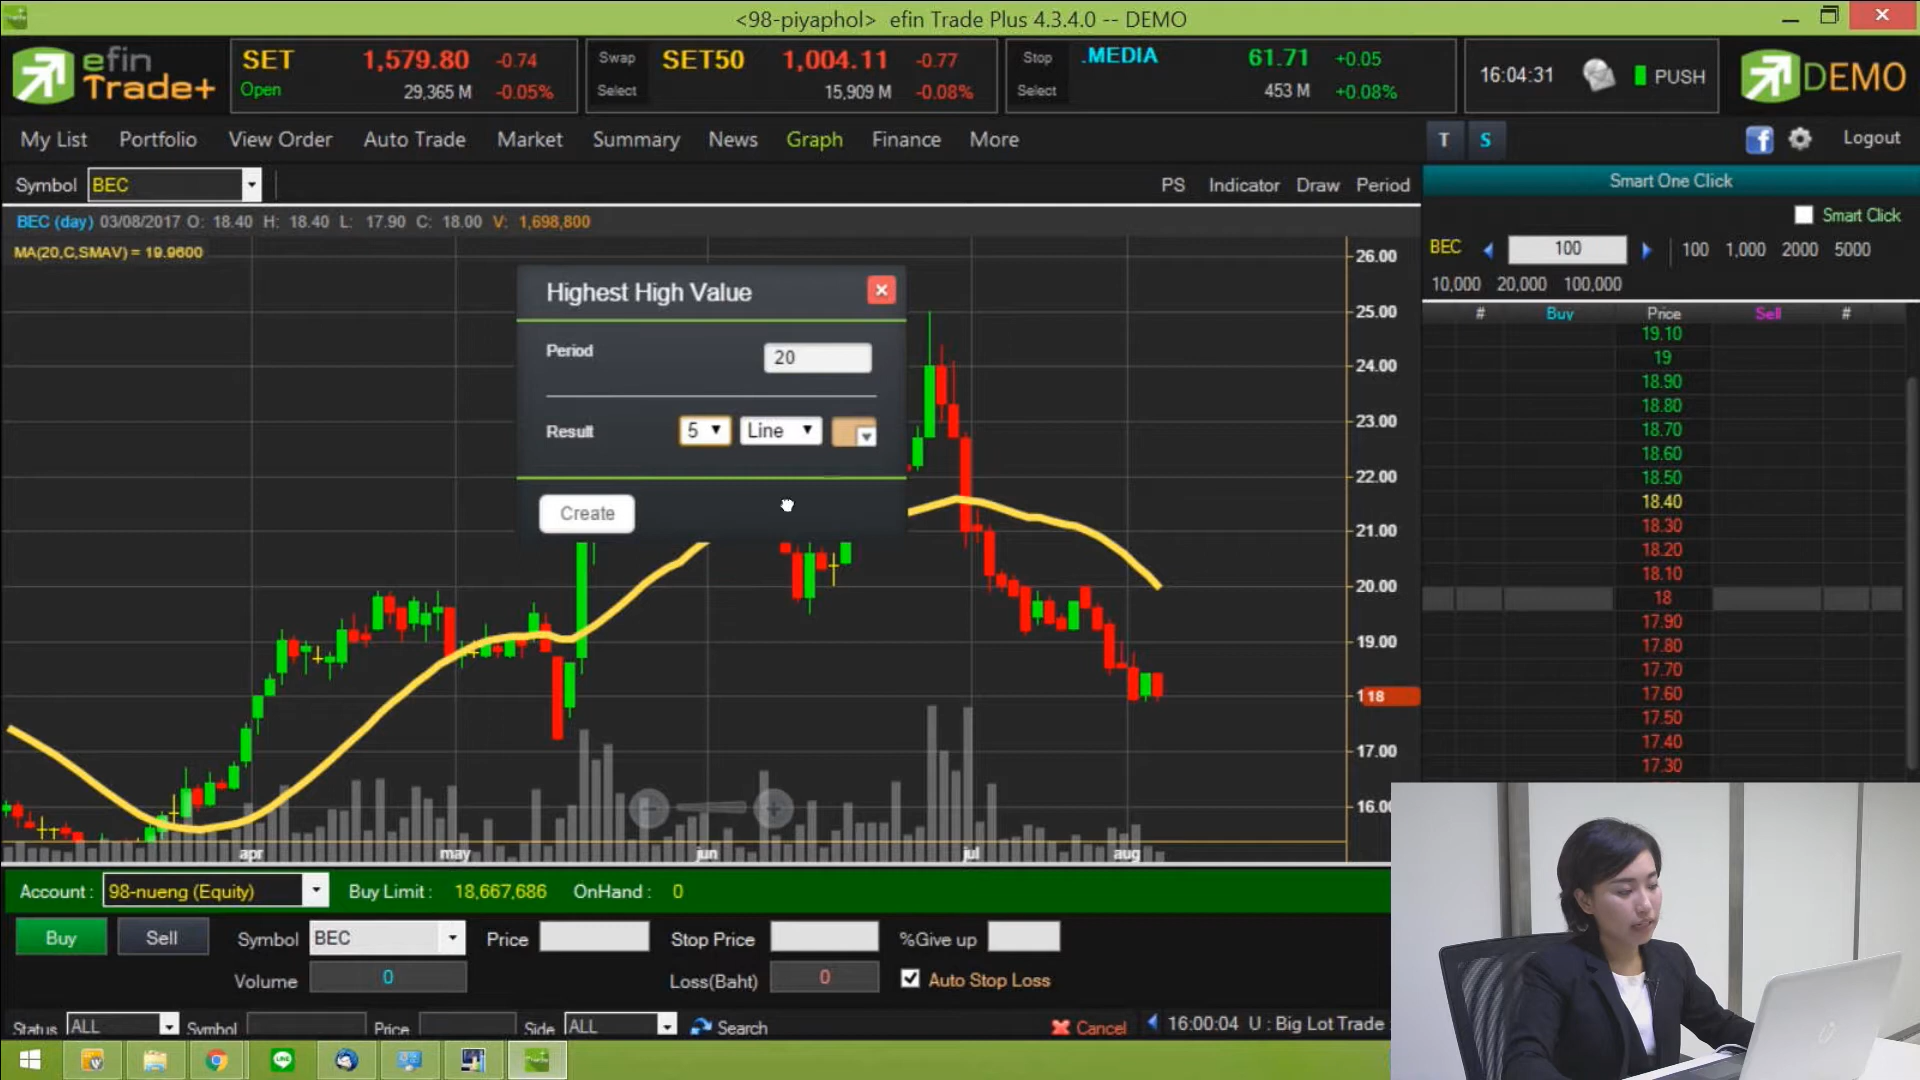 <98-piyaphol> efin Trade Plus 4.3.4.0 -- DEMO
efin
Trade+
SET 1,579.80 -0.74
Open 29,365 M -0.05%
Swap SET50 1,004.11 -0.77
Select 15,909 M -0.08%
Stop .MEDIA 61.71 +0.05
Select 453 M +0.08%
16:04:31 PUSH
DEMO
My List Portfolio View Order Auto Trade Market Summary News Graph Finance More
T S f Logout
Symbol BEC PS Indicator Draw Period
Smart One Click
Smart Click
BEC 100 100 1,000 2000 5000
10,000 20,000 100,000
# Buy Price Sell #
19.10
19
18.90
18.80
18.70
18.60
18.50
18.40
18.30
18.20
18.10
18
17.90
17.80
17.70
17.60
17.50
17.40
17.30
BEC (day) 03/08/2017 O: 18.40 H: 18.40 L: 17.90 C: 18.00 V: 1,698,800
MA(20,C,SMAV) = 19.9600
Highest High Value
Period 20
Result 5 Line
Create
26.00
25.00
24.00
23.00
22.00
21.00
20.00
19.00
18
17.00
16.00
apr may jun jul aug
Account : 98-nueng (Equity) Buy Limit : 18,667,686 OnHand : 0
Buy Sell Symbol BEC Price Stop Price %Give up
Volume 0 Loss(Baht) 0 Auto Stop Loss
Status ALL Symbol Price Side ALL Search Cancel 16:00:04 U : Big Lot Trade
LINE